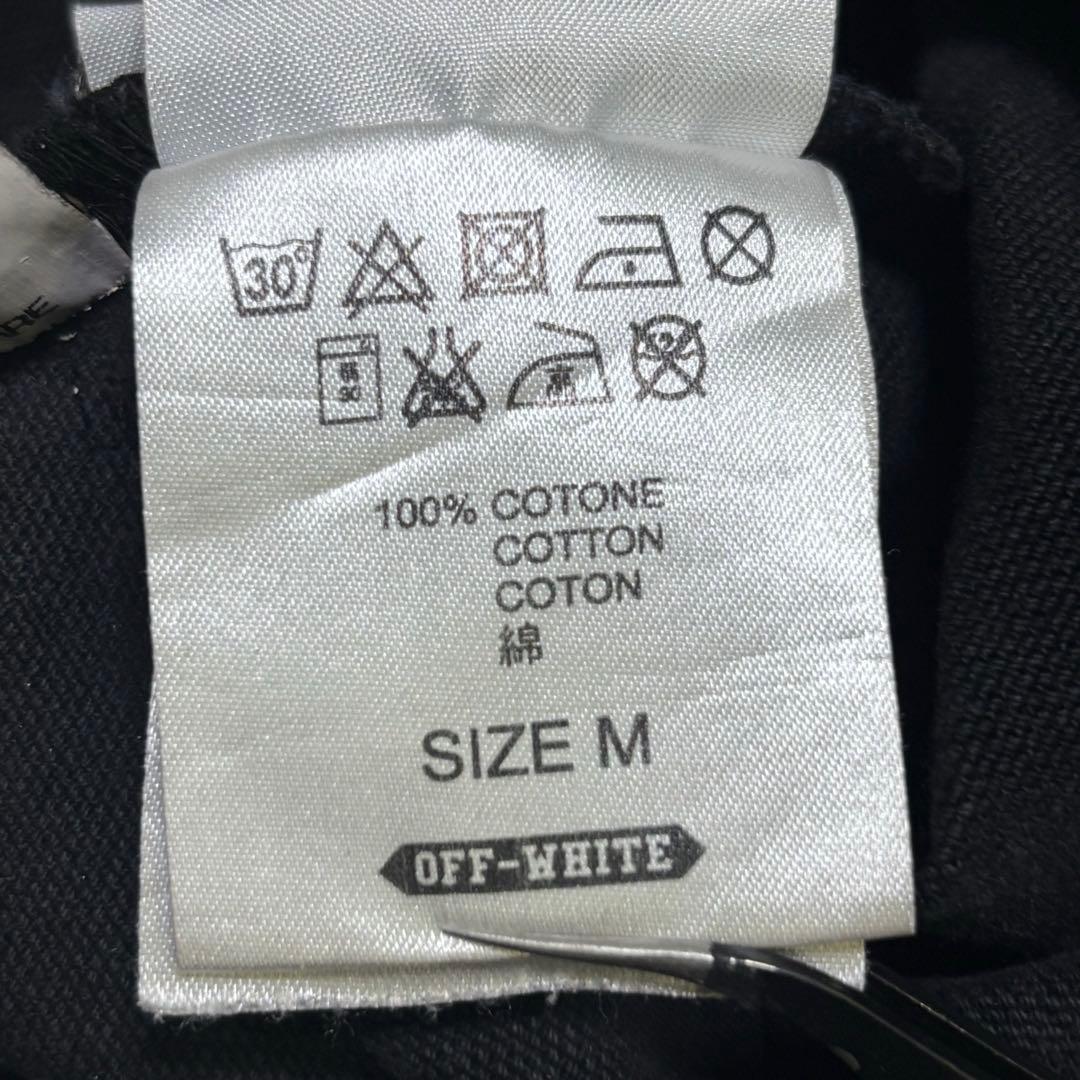 30°
100% COTONE
COTTON
COTON
綿
SIZE M
OFF-WHITE